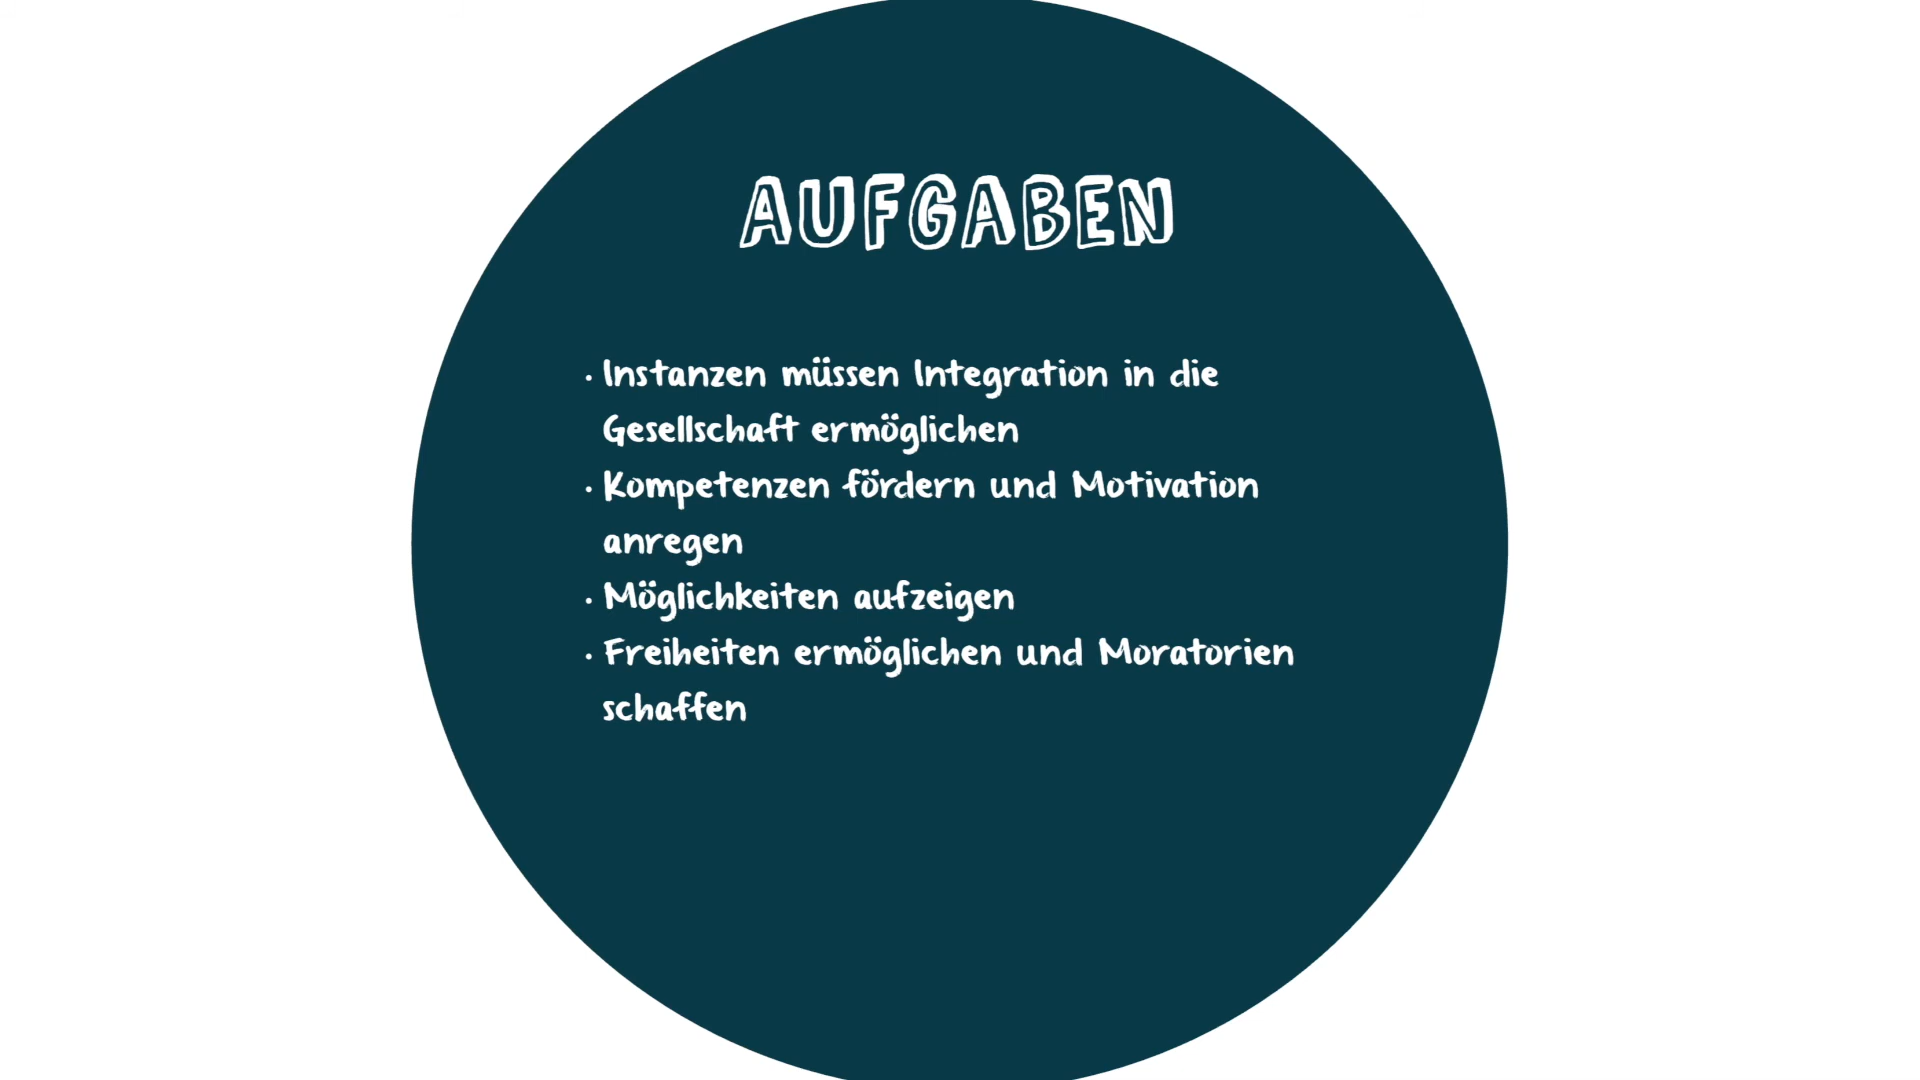 AUFGABEN
· Instanzen müssen Integration in die
Gesellschaft ermöglichen
· Kompetenzen fördern und Motivation
anregen
· Möglichkeiten aufzeigen
· Freiheiten ermöglichen und Moratorien
schaffen